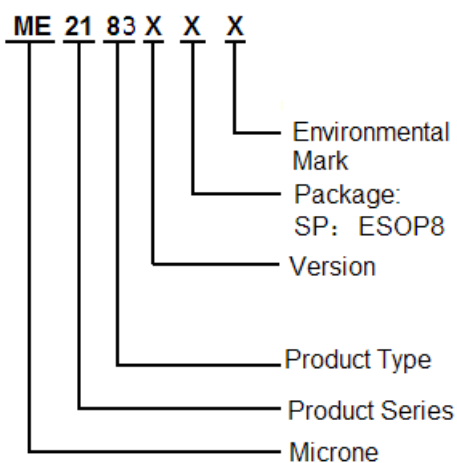 ME 21 83 X X X
Environmental
Mark
Package:
SP： ESOP8
Version
Product Type
Product Series
Microne